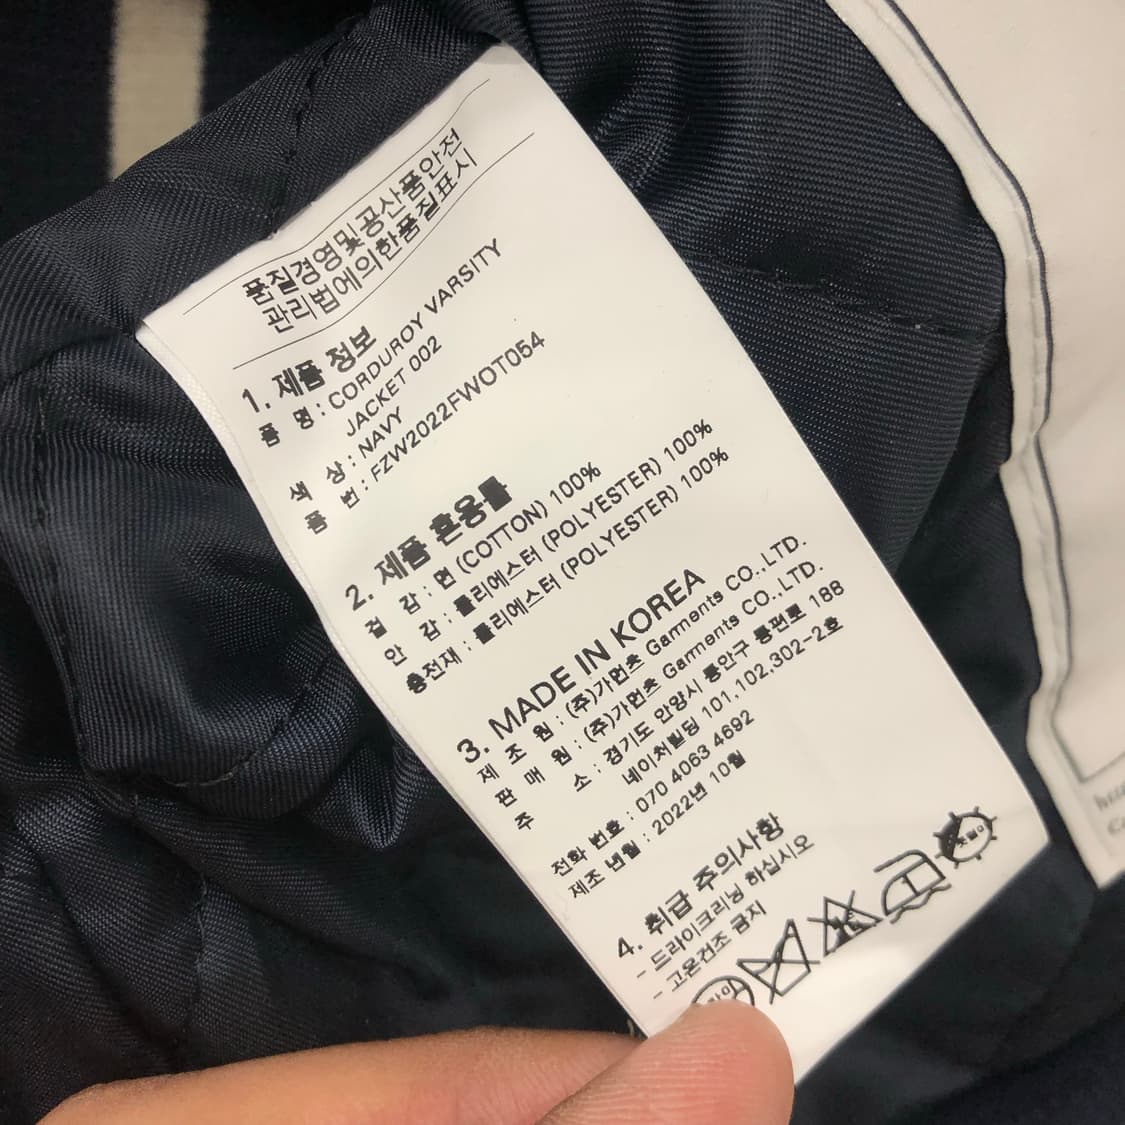 품질경영및공산품안전
관리법에의한품질표시
1. 제품 정보
품 명 : CORDUROY VARSITY
JACKET 002
색 상 : NAVY
품 번 : FZW2022FWOT054
2. 제품 혼용률
겉 감 : 면 (COTTON) 100%
안 감 : 폴리에스터 (POLYESTER) 100%
충전재 : 폴리에스터 (POLYESTER) 100%
3. MADE IN KOREA
제 조 원 : (주)가먼츠 Garments CO.,LTD.
판 매 원 : (주)가먼츠 Garments CO.,LTD.
주 소 : 경기도 안양시 동안구 동편로 188
네이처빌딩 101,102,302-2호
전화 번호 : 070 4063 4692
제조 년월 : 2022년 10월
4. 취급 주의사항
- 드라이크리닝 하십시오
- 고온건조 금지